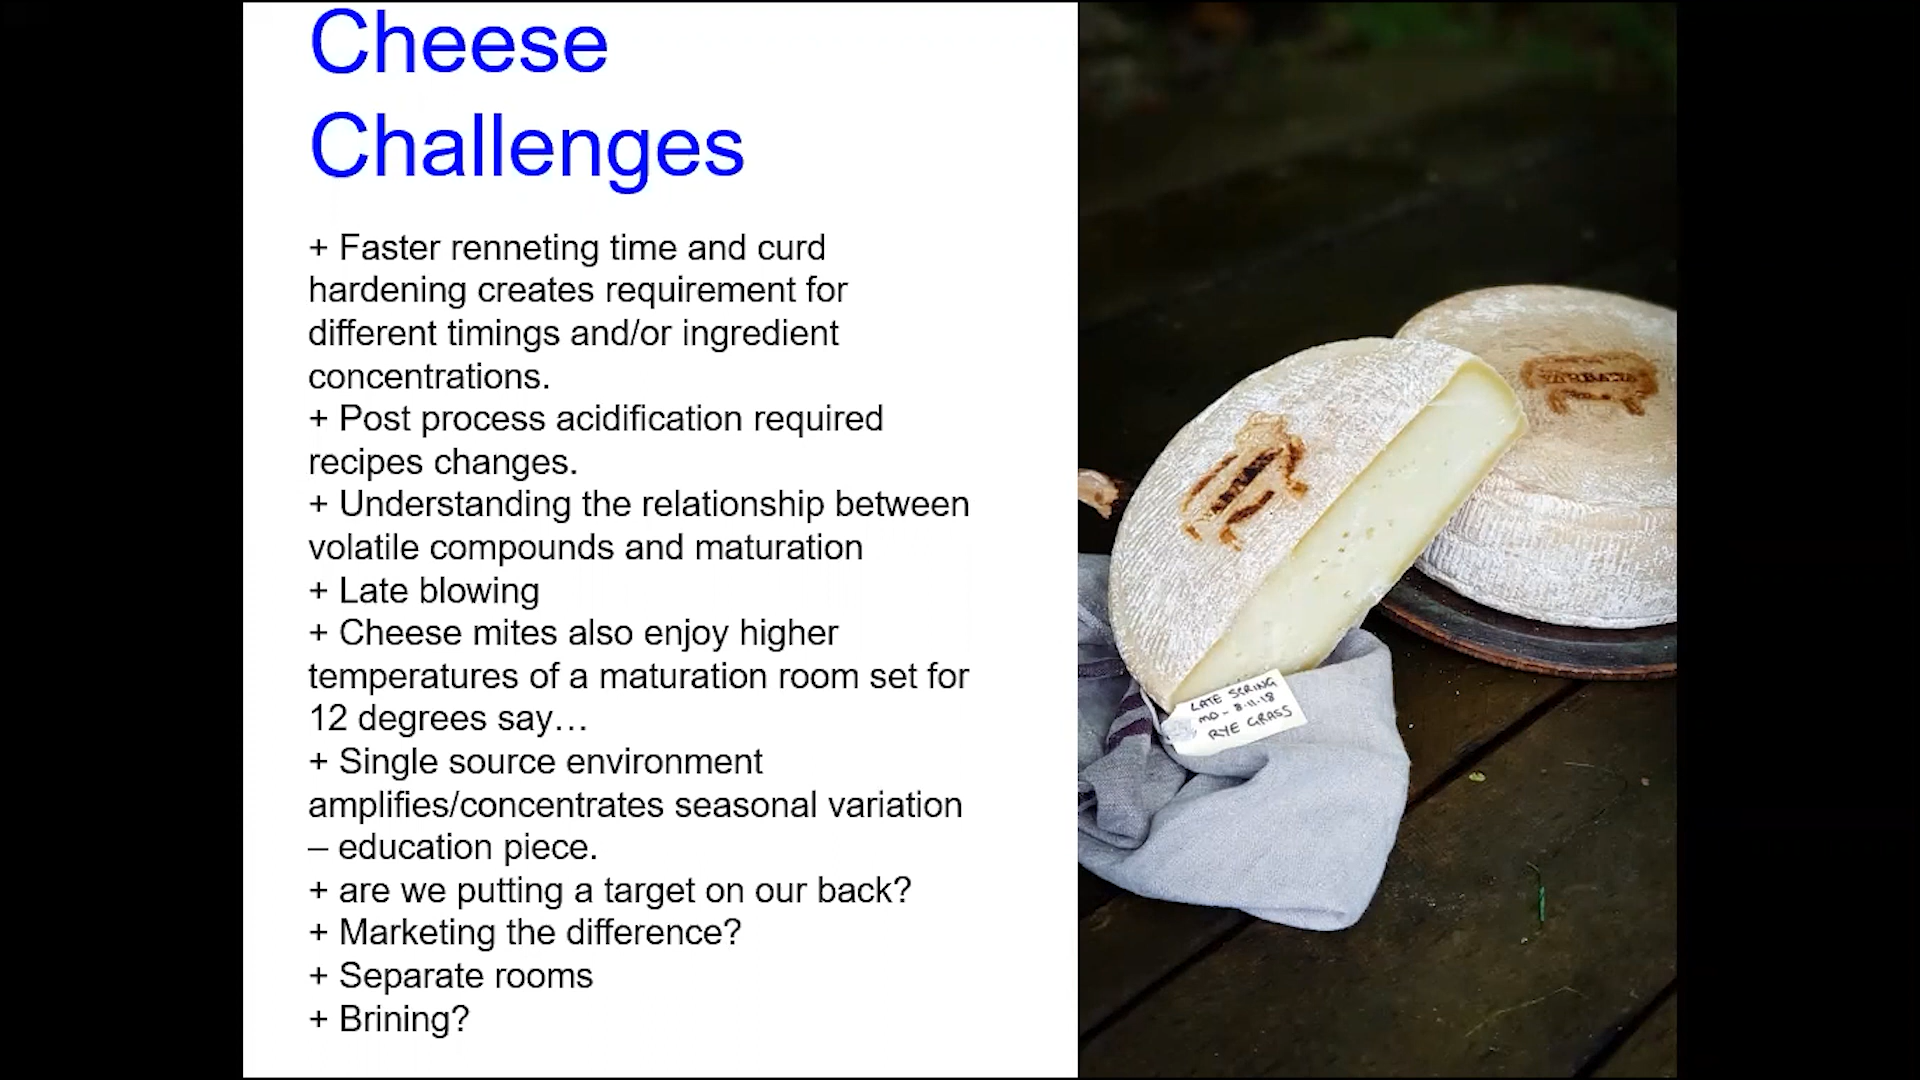 Cheese
Challenges
+ Faster renneting time and curd
hardening creates requirement for
different timings and/or ingredient
concentrations.
+ Post process acidification required
recipes changes.
+ Understanding the relationship between
volatile compounds and maturation
+ Late blowing
+ Cheese mites also enjoy higher
temperatures of a maturation room set for
12 degrees say…
+ Single source environment
amplifies/concentrates seasonal variation
– education piece.
+ are we putting a target on our back?
+ Marketing the difference?
+ Separate rooms
+ Brining?
LATE SPRING
MD - 8-11-18
RYE GRASS